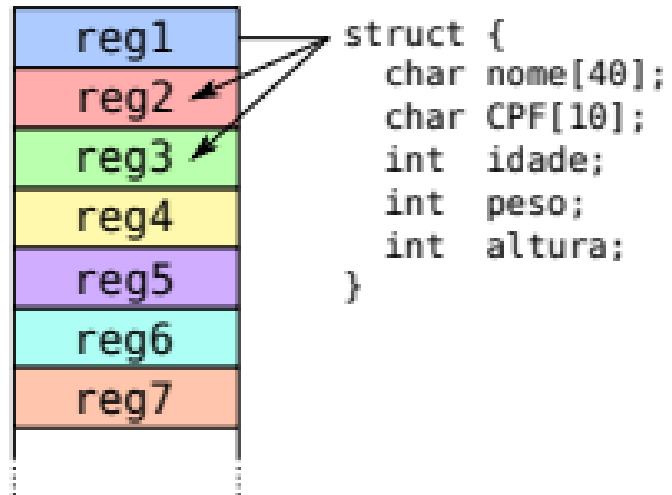 reg1
reg2
reg3
reg4
reg5
reg6
reg7
struct {
char nome[40];
char CPF[10];
int idade;
int peso;
int altura;
}